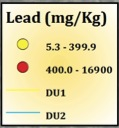 Lead (mg/Kg)
5.3 - 399.9
400.0 - 16900
DU1
DU2